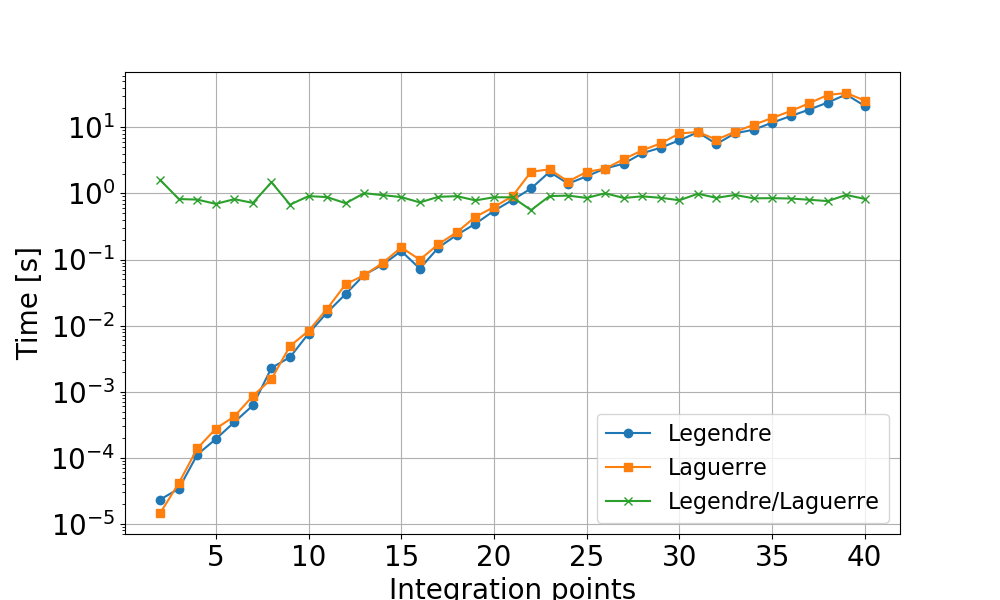 10¹
10⁰
10⁻¹
10⁻²
10⁻³
10⁻⁴
10⁻⁵
Time [s]
Legendre
Laguerre
Legendre/Laguerre
5 10 15 20 25 30 35 40
Integration points